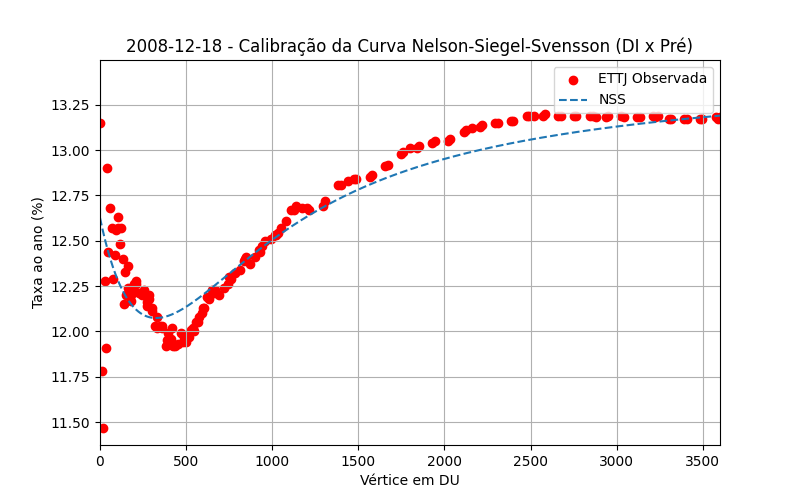 2008-12-18 - Calibração da Curva Nelson-Siegel-Svensson (DI x Pré)
ETTJ Observada
NSS
Taxa ao ano (%)
13.25
13.00
12.75
12.50
12.25
12.00
11.75
11.50
0 500 1000 1500 2000 2500 3000 3500
Vértice em DU